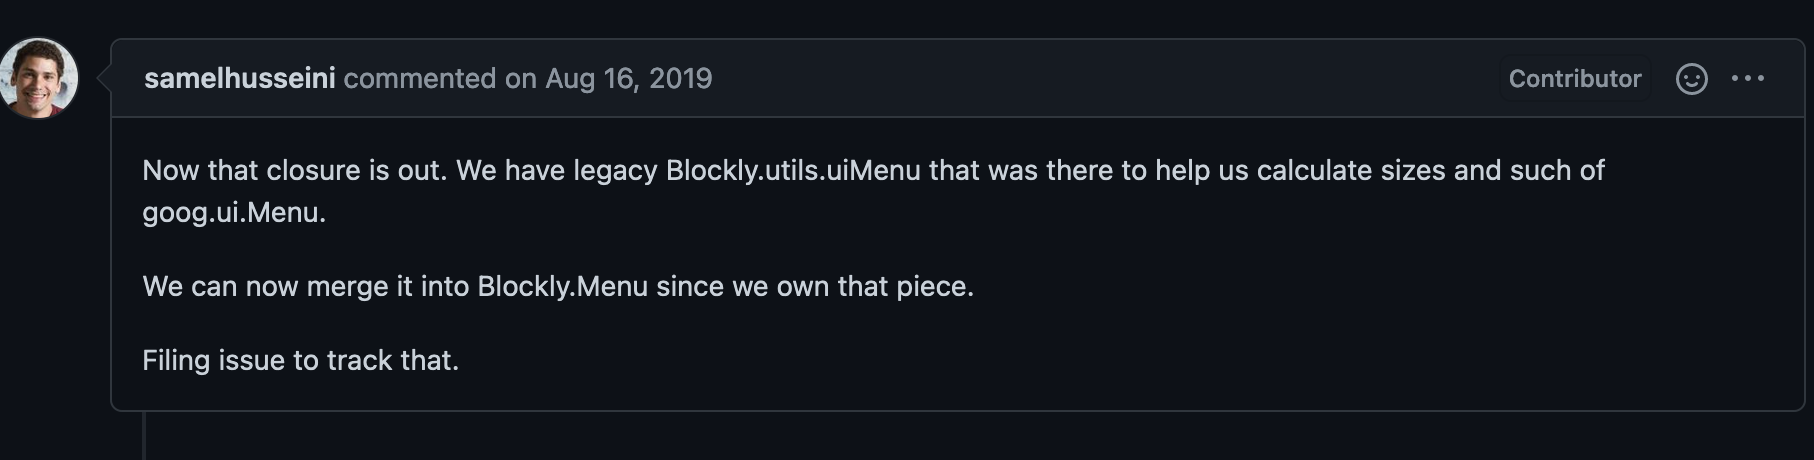 samelhusseini commented on Aug 16, 2019
Contributor
Now that closure is out. We have legacy Blockly.utils.uiMenu that was there to help us calculate sizes and such of
goog.ui.Menu.
We can now merge it into Blockly.Menu since we own that piece.
Filing issue to track that.